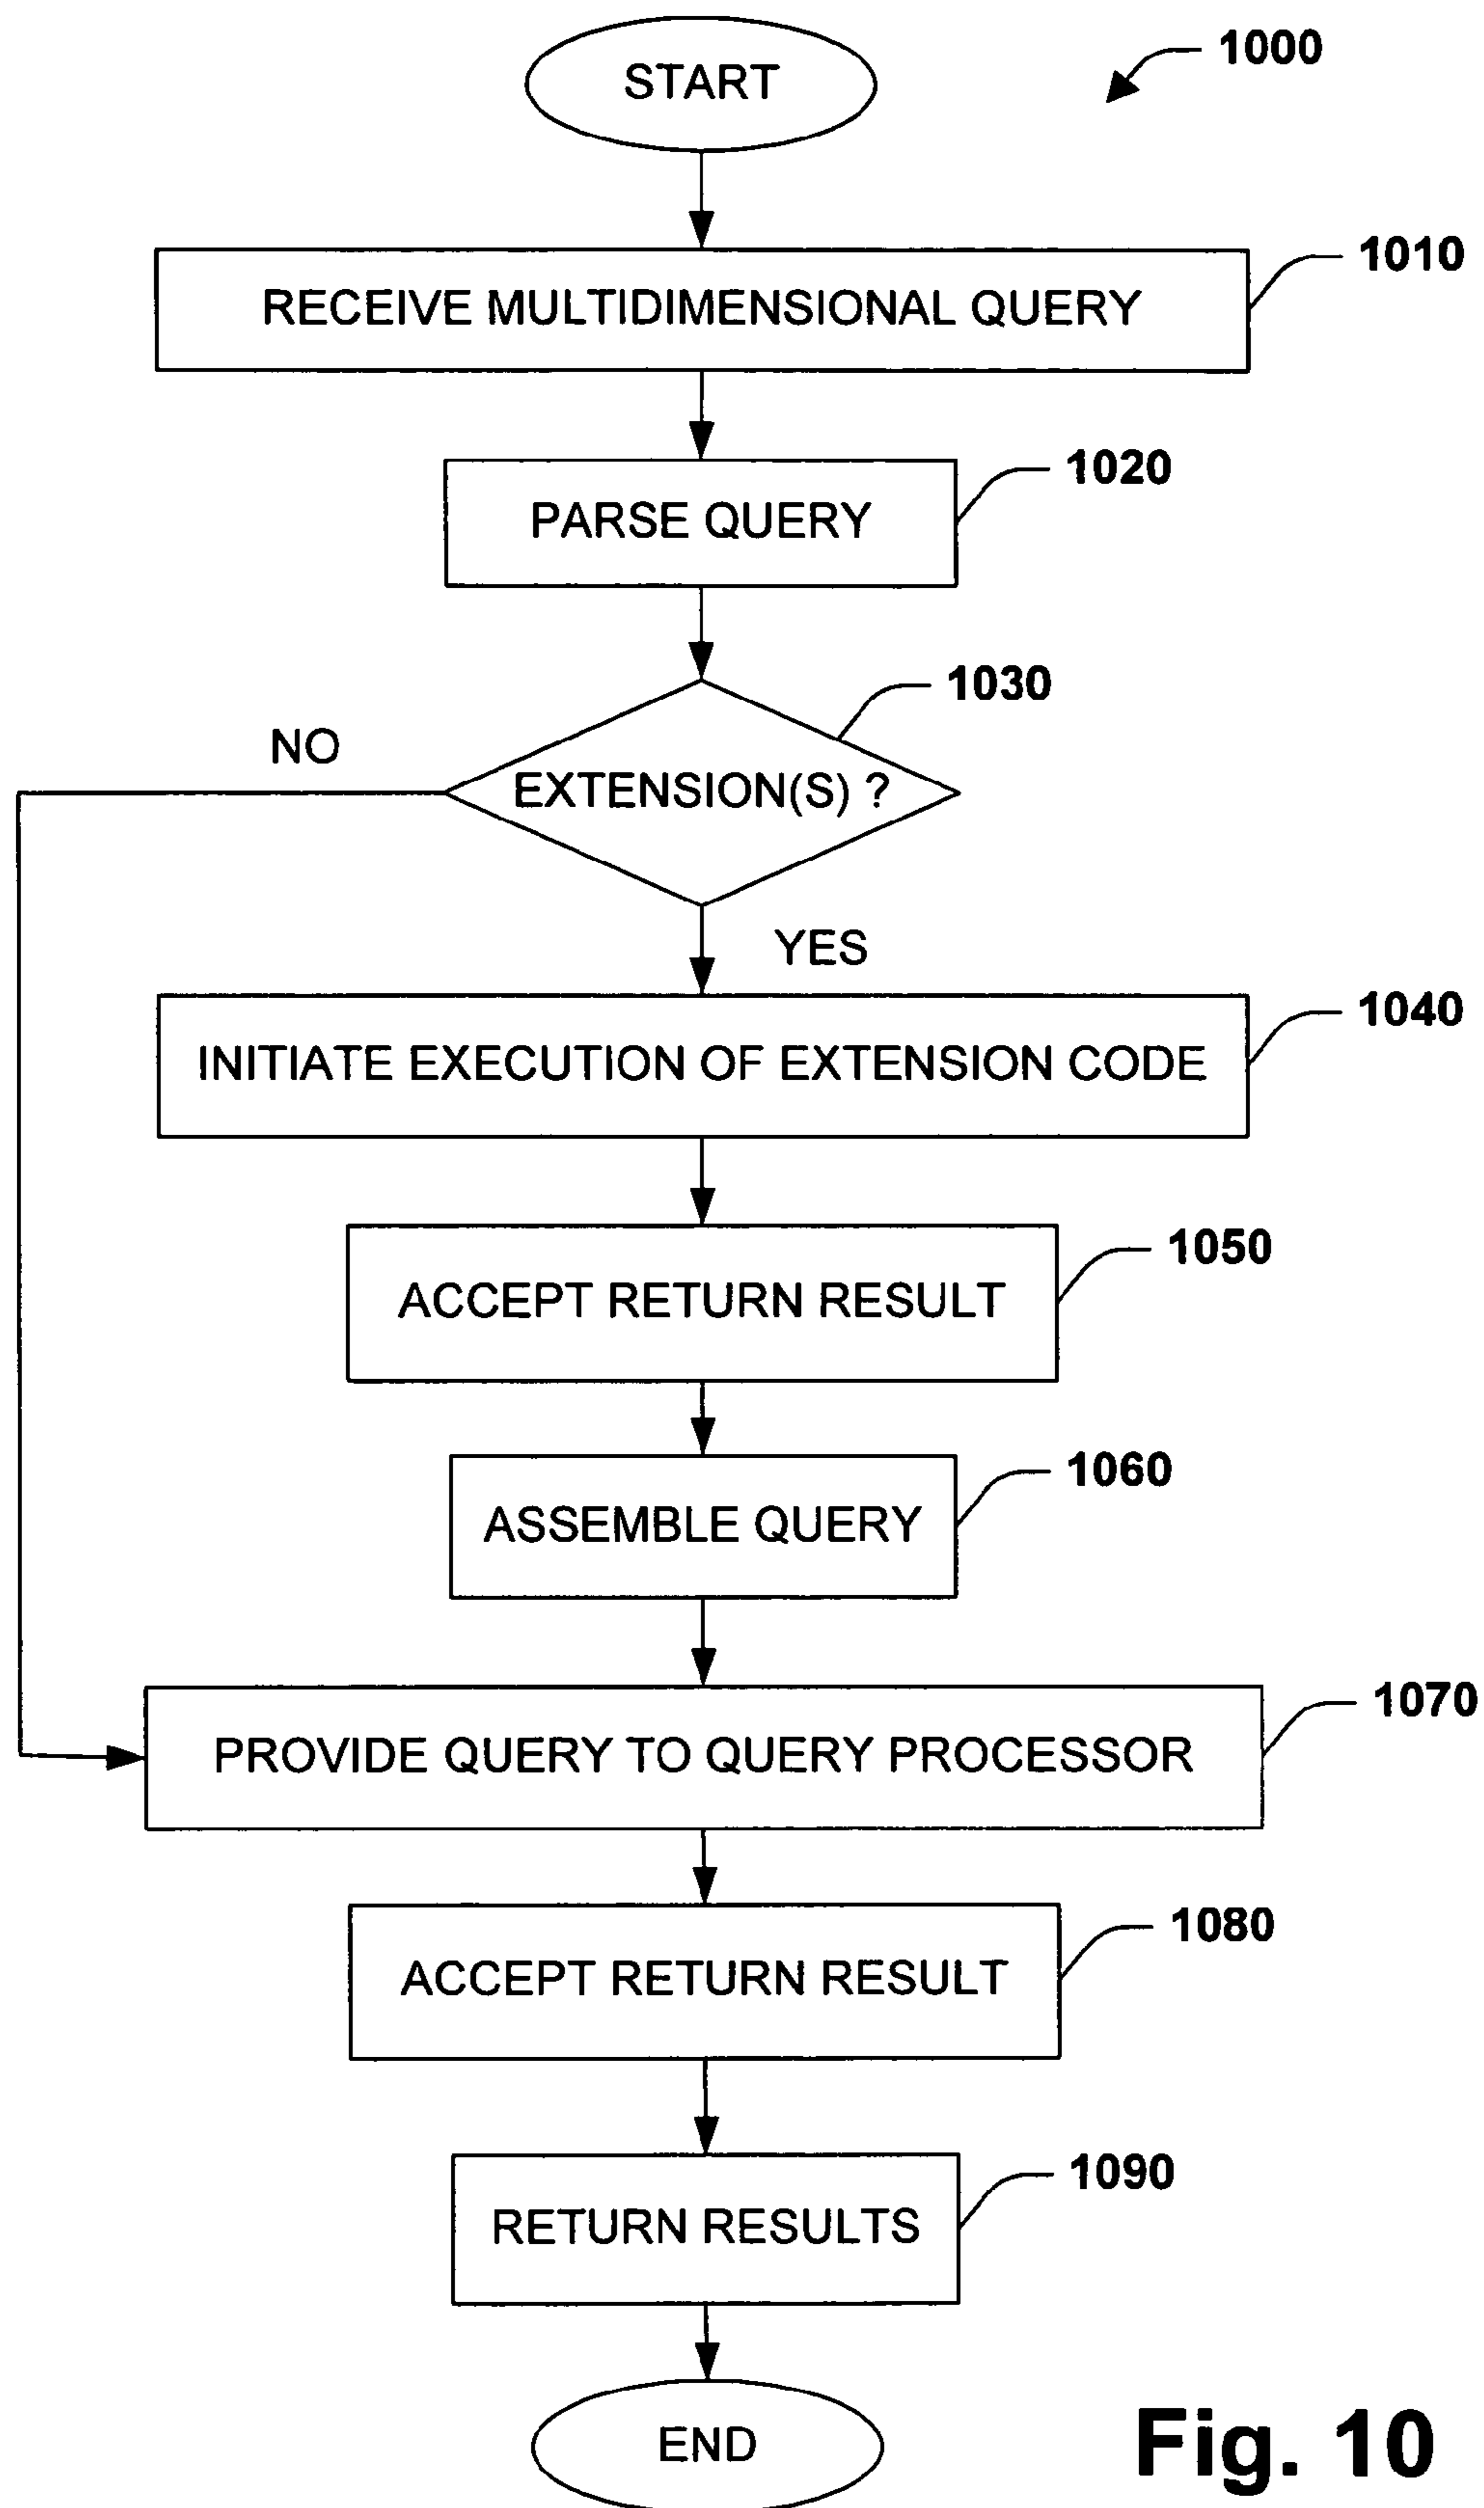 START
1000
RECEIVE MULTIDIMENSIONAL QUERY
1010
PARSE QUERY
1020
EXTENSION(S) ?
1030
NO
YES
INITIATE EXECUTION OF EXTENSION CODE
1040
ACCEPT RETURN RESULT
1050
ASSEMBLE QUERY
1060
PROVIDE QUERY TO QUERY PROCESSOR
1070
ACCEPT RETURN RESULT
1080
RETURN RESULTS
1090
END
Fig. 10